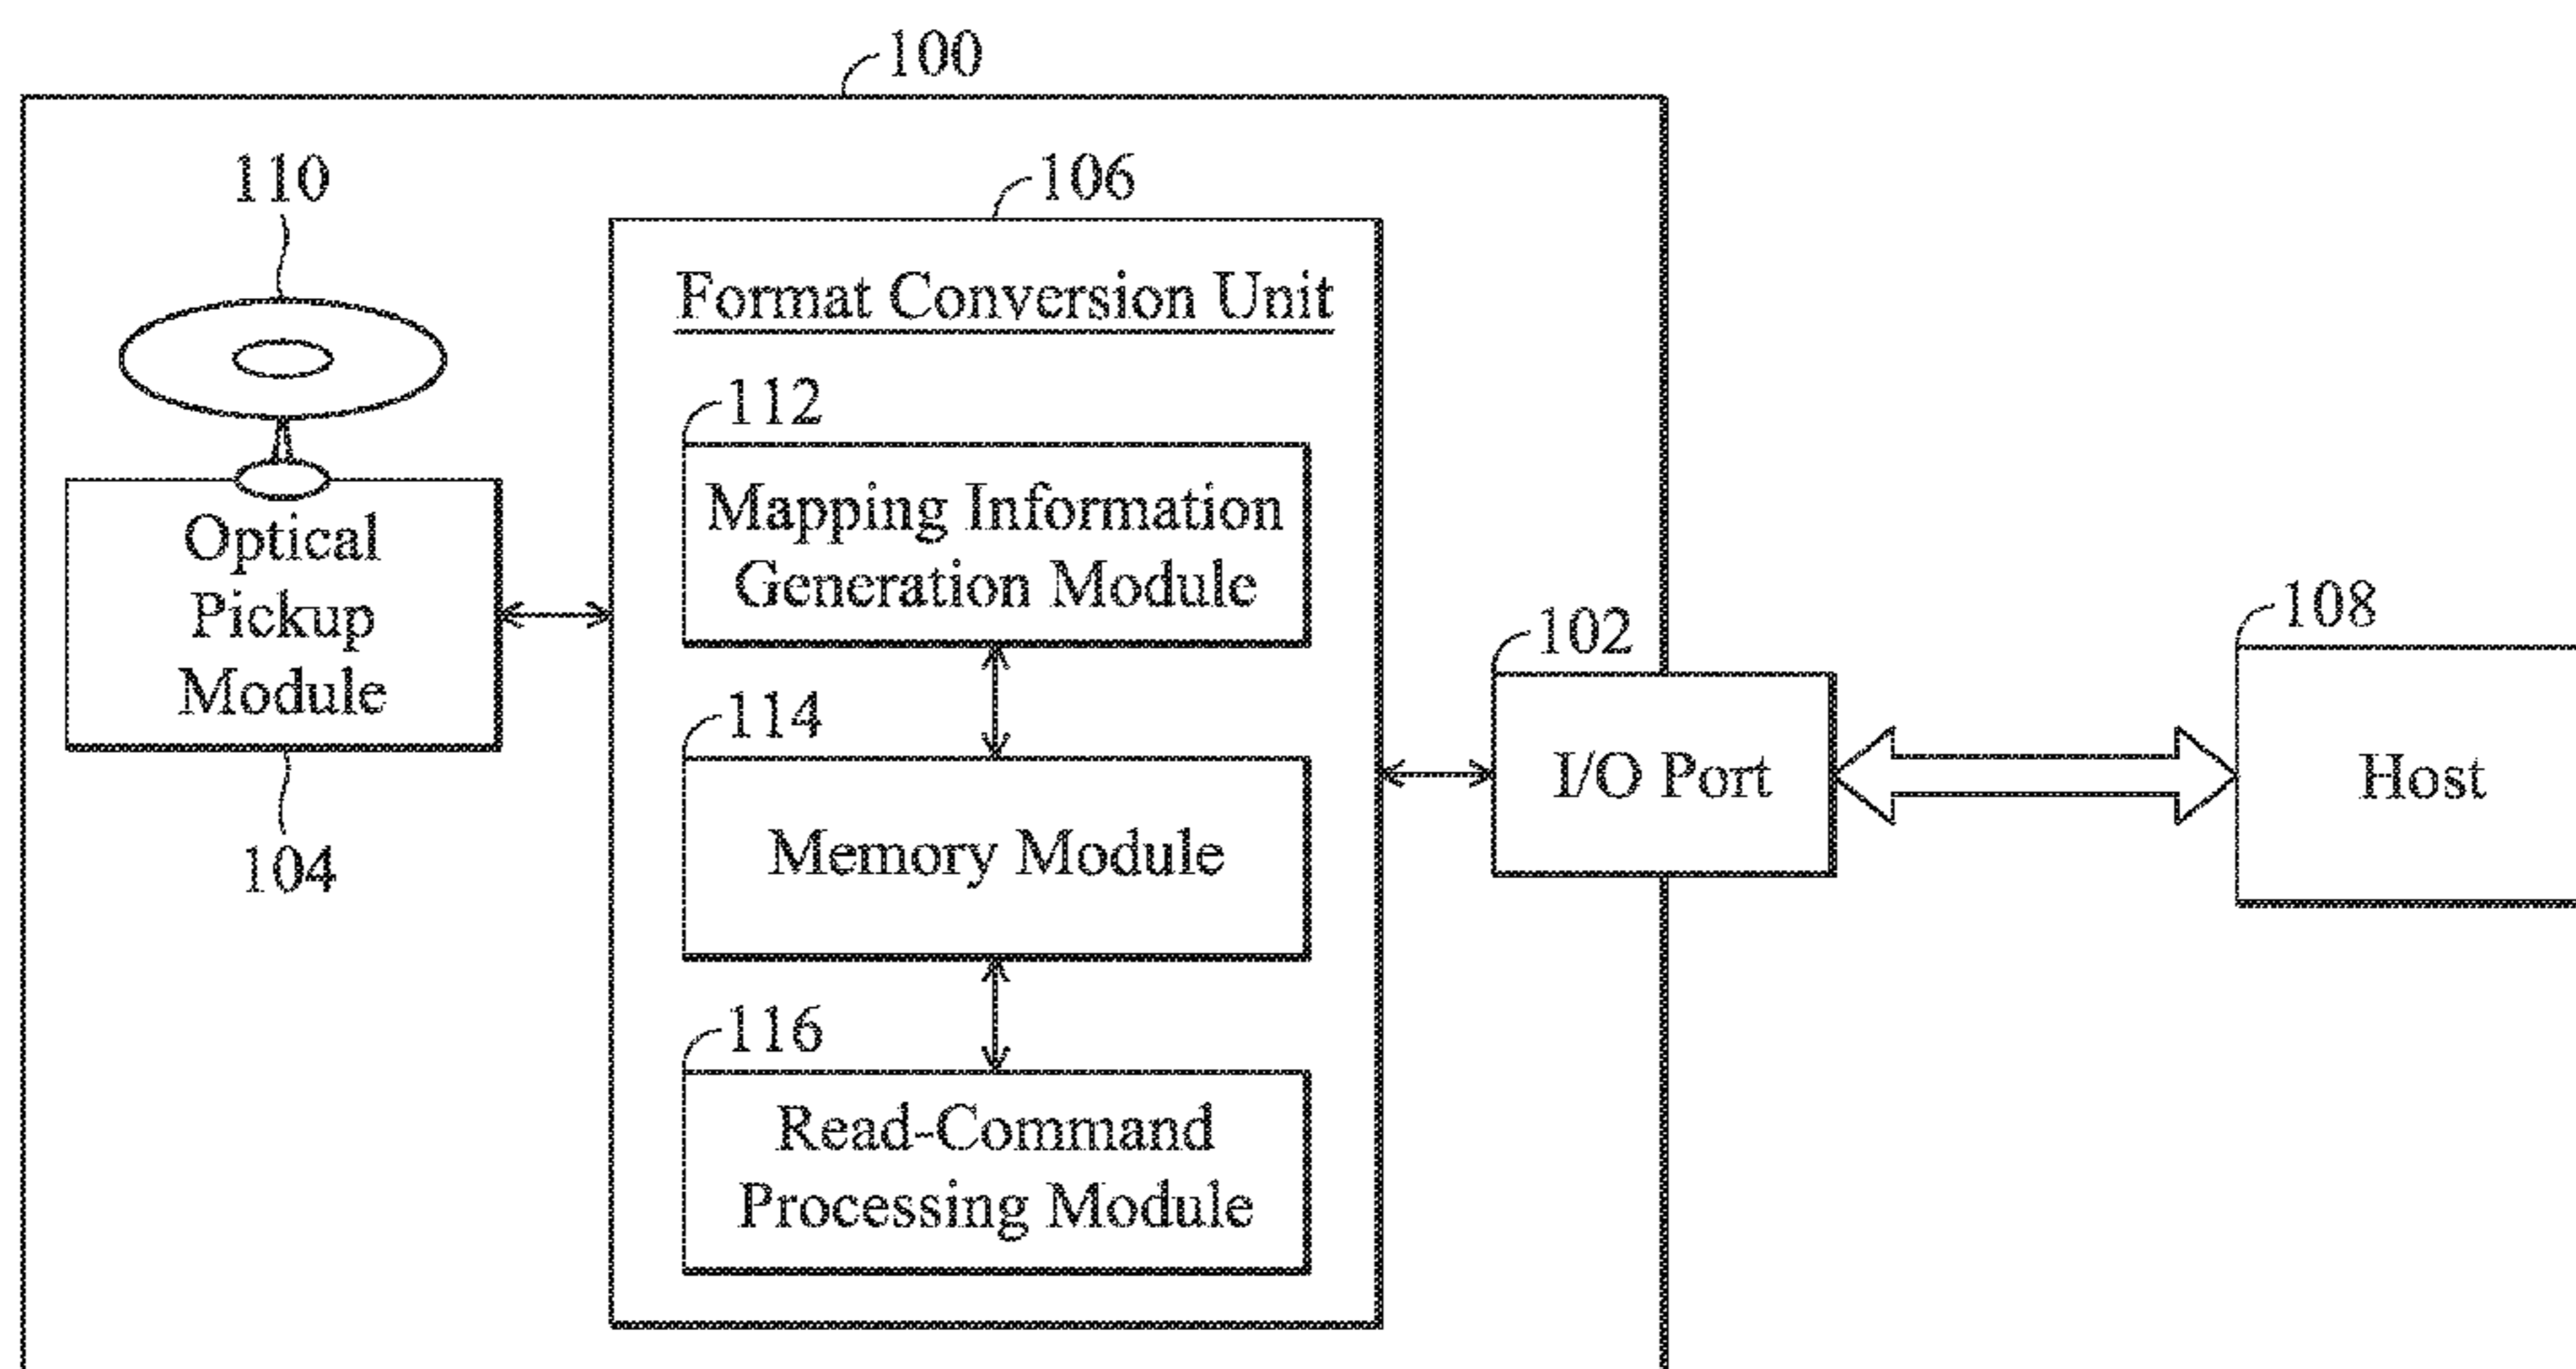 100
110
106
Format Conversion Unit
112
Mapping Information
Generation Module
Optical
Pickup
Module
104
114
Memory Module
116
Read-Command
Processing Module
102
I/O Port
108
Host